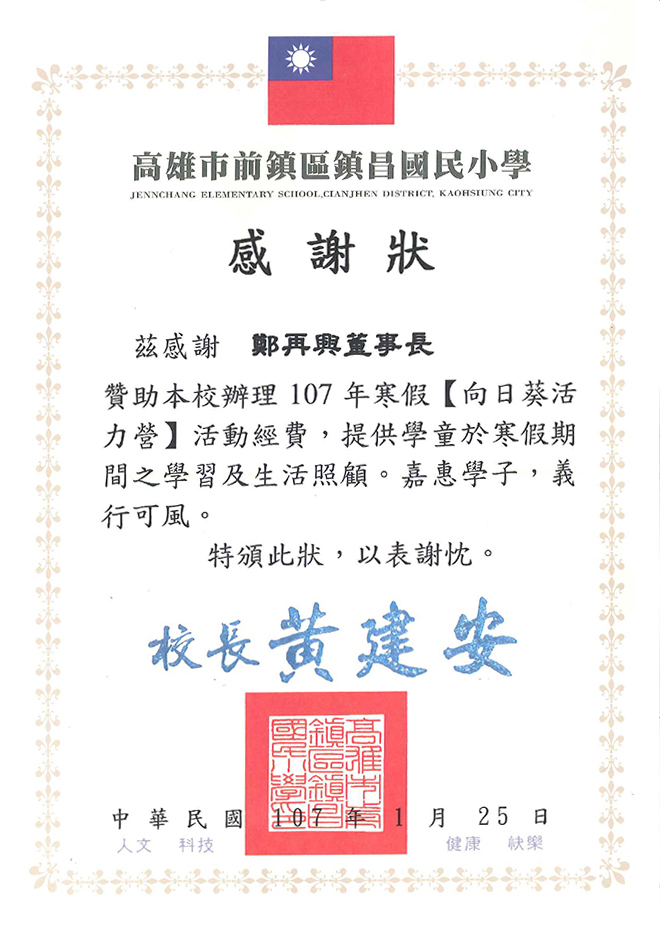 高雄市前鎮區鎮昌國民小學
JENNCHANG ELEMENTARY SCHOOL,CIANJHEN DISTRICT, KAOHSIUNG CITY
感謝狀
茲感謝 鄭再興董事長
贊助本校辦理 107 年寒假【向日葵活
力營】活動經費，提供學童於寒假期
間之學習及生活照顧。嘉惠學子，義
行可風。
特頒此狀，以表謝忱。
校長 黃建安
高雄市前
鎮區鎮昌
國民小學印
中華民國 107 年 1 月 25 日
人文 科技 健康 快樂